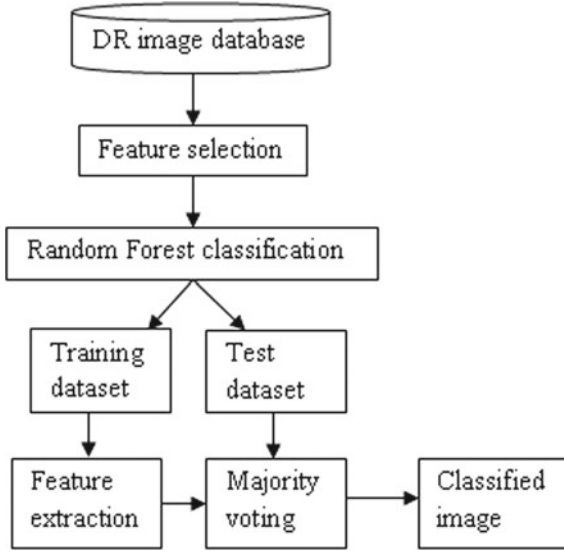 DR image database
Feature selection
Random Forest classification
Training
dataset
Test
dataset
Feature
extraction
Majority
voting
Classified
image